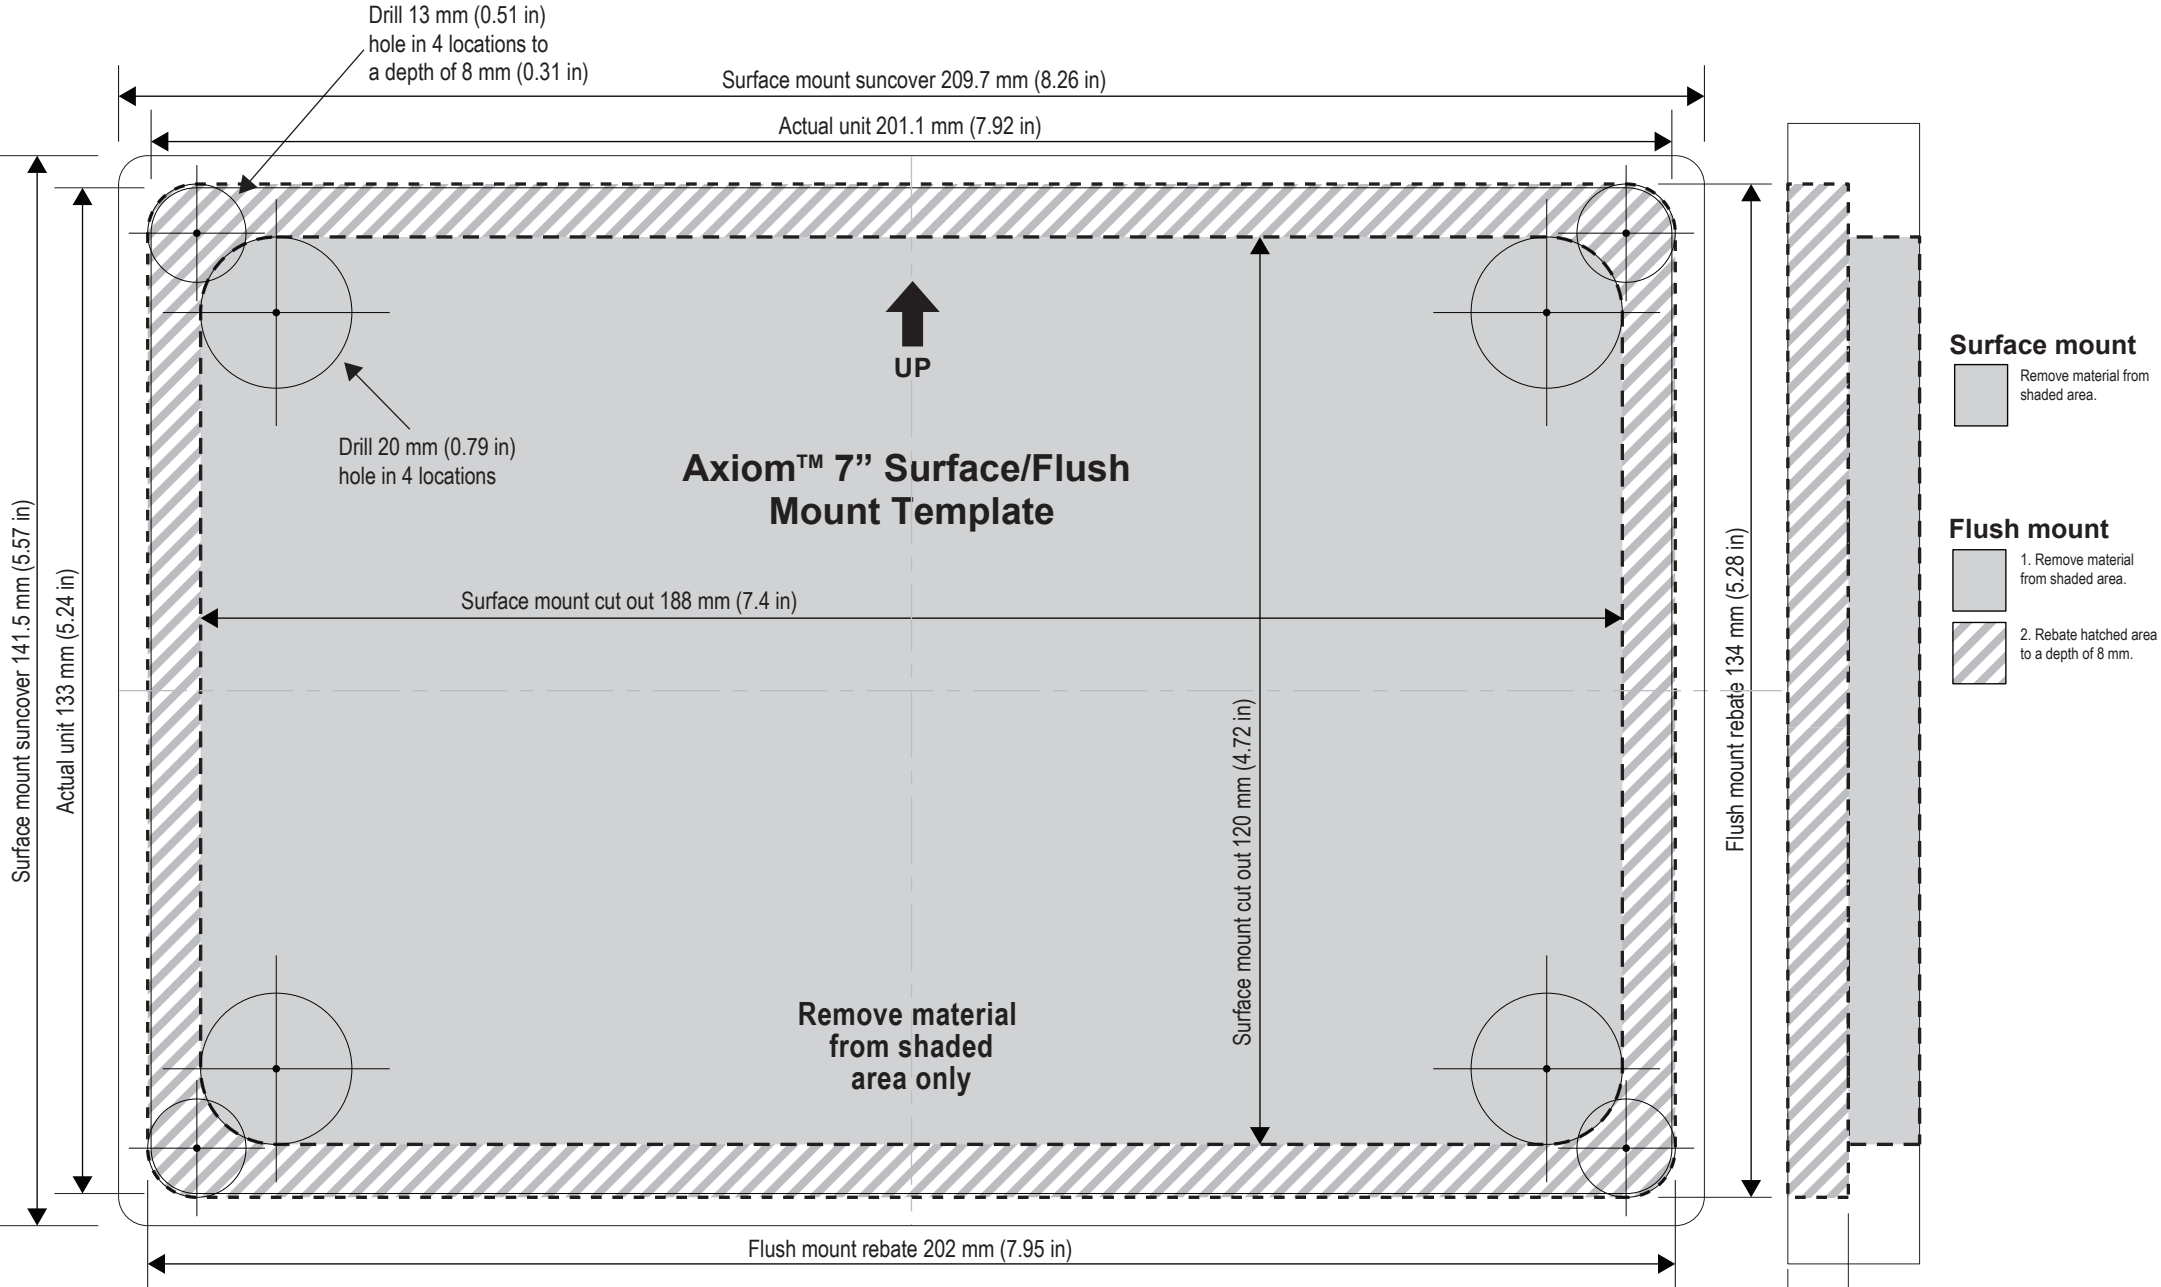 Drill 13 mm (0.51 in)
hole in 4 locations to
a depth of 8 mm (0.31 in)
Surface mount suncover 209.7 mm (8.26 in)
Actual unit 201.1 mm (7.92 in)
UP
Drill 20 mm (0.79 in)
hole in 4 locations
Axiom™ 7” Surface/Flush
Mount Template
Surface mount cut out 188 mm (7.4 in)
Surface mount suncover 141.5 mm (5.57 in)
Actual unit 133 mm (5.24 in)
Surface mount cut out 120 mm (4.72 in)
Flush mount rebate 134 mm (5.28 in)
Remove material
from shaded
area only
Flush mount rebate 202 mm (7.95 in)
Surface mount
Remove material from
shaded area.
Flush mount
1. Remove material
from shaded area.
2. Rebate hatched area
to a depth of 8 mm.